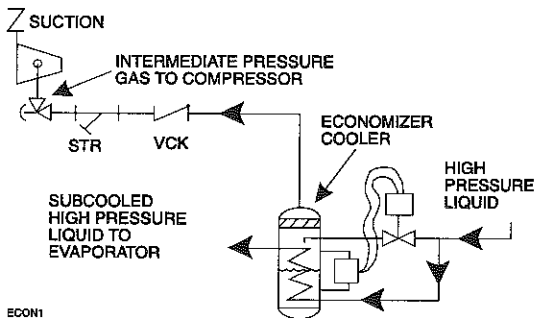 SUCTION
INTERMEDIATE PRESSURE
GAS TO COMPRESSOR
STR
VCK
ECONOMIZER
COOLER
HIGH
PRESSURE
LIQUID
SUBCOOLED
HIGH PRESSURE
LIQUID TO
EVAPORATOR
ECON1